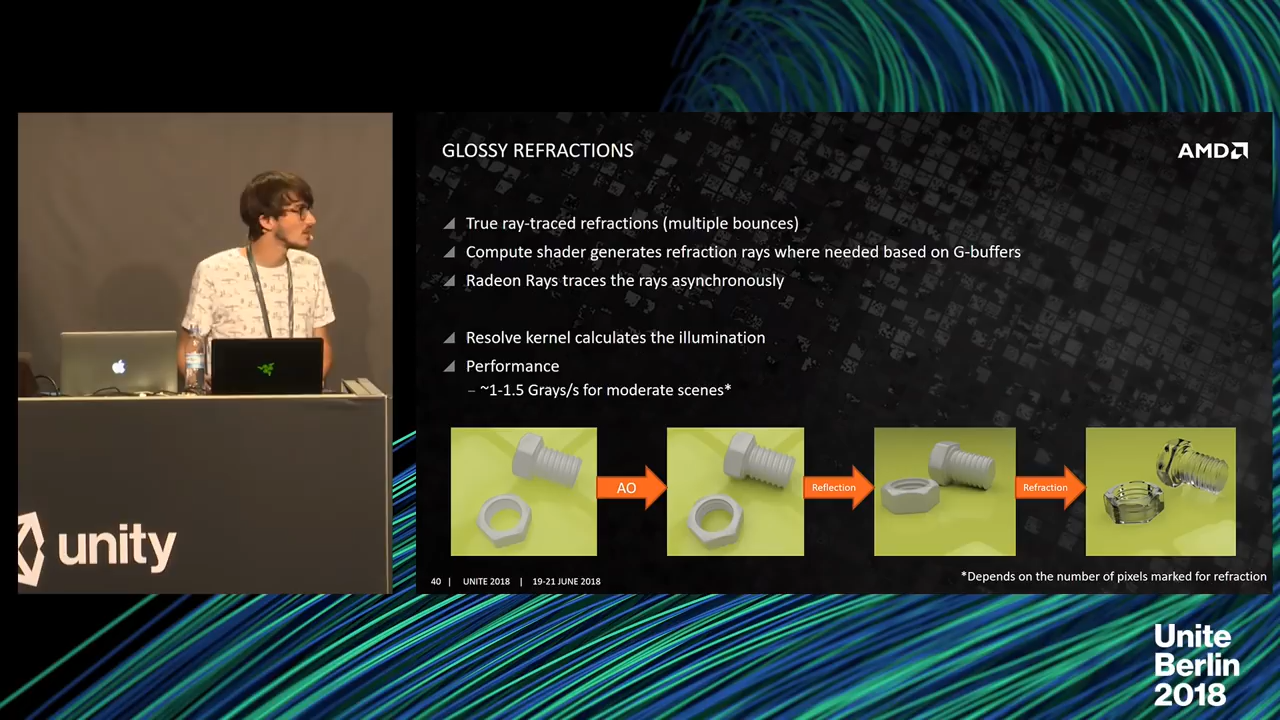 GLOSSY REFRACTIONS
AMD
True ray-traced refractions (multiple bounces)
Compute shader generates refraction rays where needed based on G-buffers
Radeon Rays traces the rays asynchronously
Resolve kernel calculates the illumination
Performance
– ~1-1.5 Grays/s for moderate scenes*
AO
Reflection
Refraction
*Depends on the number of pixels marked for refraction
40 | UNITE 2018 | 19-21 JUNE 2018
unity
Unite
Berlin
2018